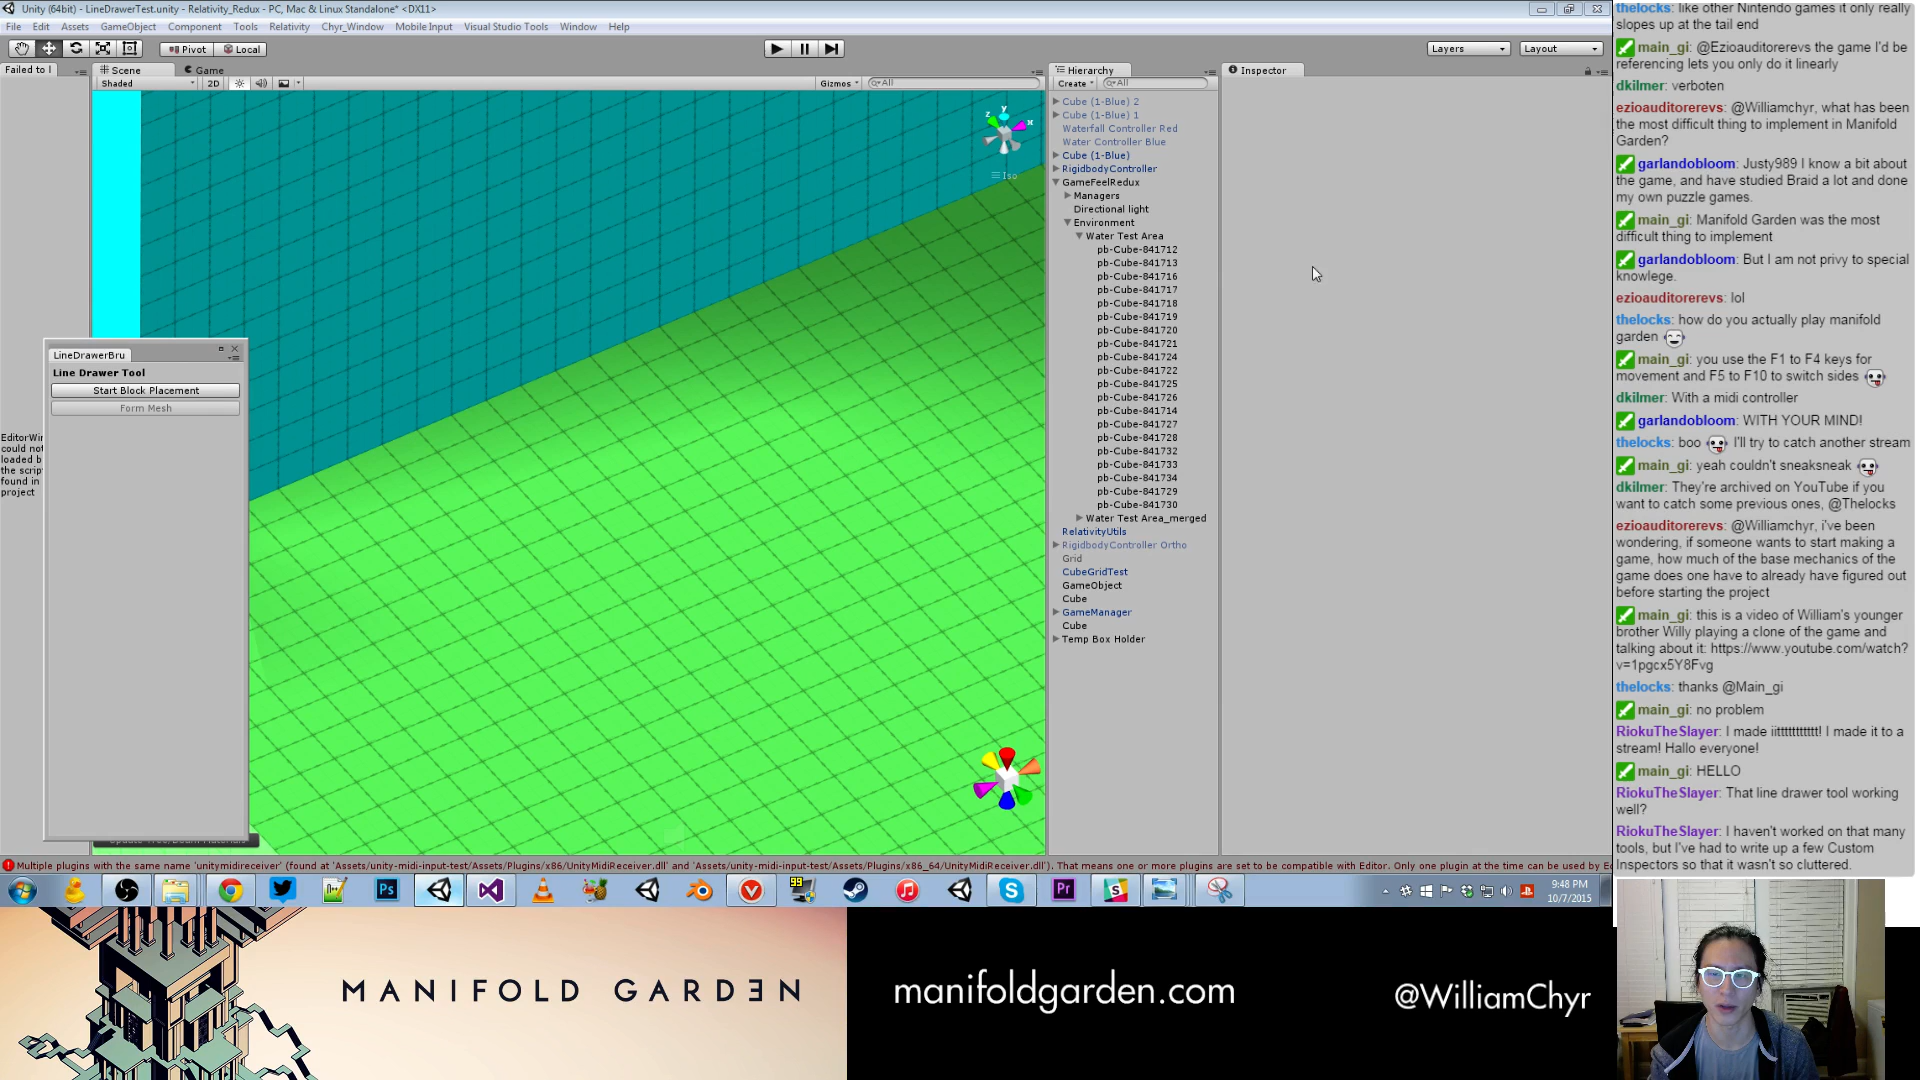 Unity (64bit) - LineDrawerTest.unity - Relativity_Redux - PC, Mac & Linux Standalone* <DX11>
File Edit Assets GameObject Component Tools Relativity Chyr_Window Mobile Input Visual Studio Tools Window Help
Pivot Local Layers Layout
Failed to l Scene Game Hierarchy Inspector
Shaded 2D Gizmos All Create All
Cube (1-Blue) 2
Cube (1-Blue) 1
Waterfall Controller Red
Water Controller Blue
Cube (1-Blue)
RigidbodyController
GameFeelRedux
Managers
Directional light
Environment
Water Test Area
pb-Cube-841712
pb-Cube-841713
pb-Cube-841716
pb-Cube-841717
pb-Cube-841718
pb-Cube-841719
pb-Cube-841720
pb-Cube-841721
pb-Cube-841724
pb-Cube-841722
pb-Cube-841725
pb-Cube-841726
pb-Cube-841714
pb-Cube-841727
pb-Cube-841728
pb-Cube-841732
pb-Cube-841733
pb-Cube-841734
pb-Cube-841729
pb-Cube-841730
Water Test Area_merged
RelativityUtils
RigidbodyController Ortho
Grid
CubeGridTest
GameObject
Cube
GameManager
Cube
Temp Box Holder
y
z
x
Iso
LineDrawerBru
Line Drawer Tool
Start Block Placement
Form Mesh
EditorWin
could not
loaded b
the scrip
found in
project
Multiple plugins with the same name 'unitymidireceiver' (found at 'Assets/unity-midi-input-test/Assets/Plugins/x86/UnityMidiReceiver.dll' and 'Assets/unity-midi-input-test/Assets/Plugins/x86_64/UnityMidiReceiver.dll'). That means one or more plugins are set to be compatible with Editor. Only one plugin at the time can be used by Ed
Ps
99
Pr
9:48 PM
10/7/2015
thelocks: like other Nintendo games it only really
slopes up at the tail end
main_gi: @Ezioauditorerevs the game I'd be
referencing lets you only do it linearly
dkilmer: verboten
ezioauditorerevs: @Williamchyr, what has been
the most difficult thing to implement in Manifold
Garden?
garlandobloom: Justy989 I know a bit about
the game, and have studied Braid a lot and done
my own puzzle games.
main_gi: Manifold Garden was the most
difficult thing to implement
garlandobloom: But I am not privy to special
knowlege.
ezioauditorerevs: lol
thelocks: how do you actually play manifold
garden
main_gi: you use the F1 to F4 keys for
movement and F5 to F10 to switch sides
dkilmer: With a midi controller
garlandobloom: WITH YOUR MIND!
thelocks: boo I'll try to catch another stream
main_gi: yeah couldn't sneaksneak
dkilmer: They're archived on YouTube if you
want to catch some previous ones, @Thelocks
ezioauditorerevs: @Williamchyr, i've been
wondering, if someone wants to start making a
game, how much of the base mechanics of the
game does one have to already have figured out
before starting the project
main_gi: this is a video of William's younger
brother Willy playing a clone of the game and
talking about it: https://www.youtube.com/watch?
v=1pgcx5Y8Fvg
thelocks: thanks @Main_gi
main_gi: no problem
RiokuTheSlayer: I made iitttttttttttt! I made it to a
stream! Hallo everyone!
main_gi: HELLO
RiokuTheSlayer: That line drawer tool working
well?
RiokuTheSlayer: I haven't worked on that many
tools, but I've had to write up a few Custom
Inspectors so that it wasn't so cluttered.
MANIFOLD GARDƎN
manifoldgarden.com
@WilliamChyr